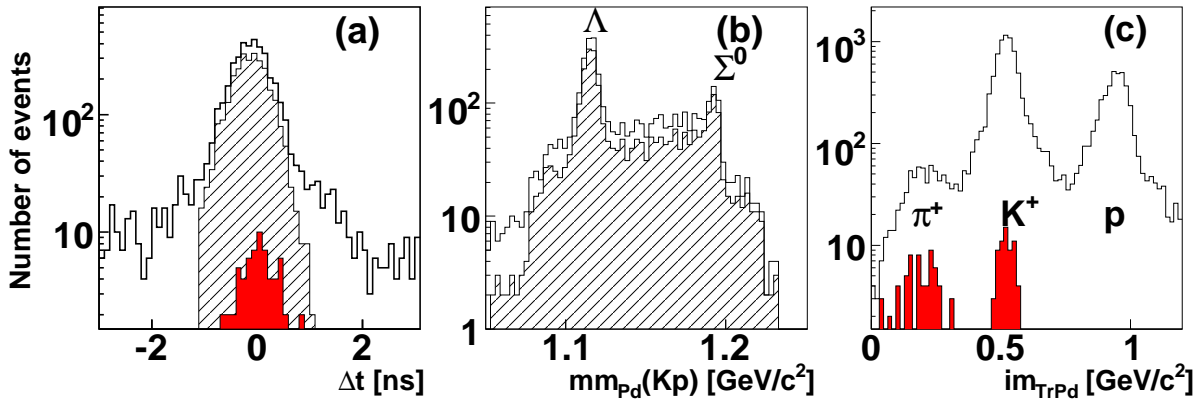 Number of events
(a)
10²
10
-2 0 2
Δt [ns]
(b)
Λ
Σ⁰
10²
10
1
1.1 1.2
mm_Pd(Kp) [GeV/c²]
(c)
10³
10²
10
π⁺ K⁺ p
0 0.5 1
im_TrPd [GeV/c²]